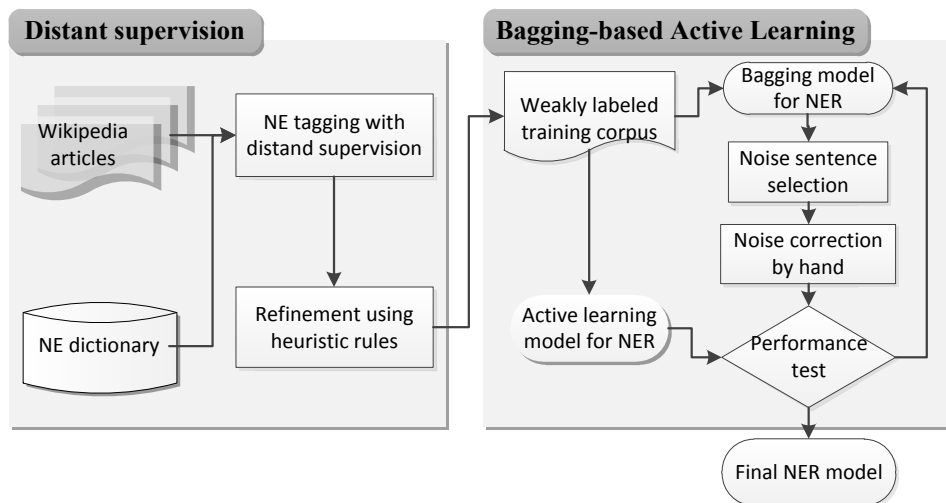 Distant supervision
Wikipedia
articles
NE tagging with
distand supervision
NE dictionary
Refinement using
heuristic rules
Bagging-based Active Learning
Weakly labeled
training corpus
Bagging model
for NER
Noise sentence
selection
Noise correction
by hand
Active learning
model for NER
Performance
test
Final NER model